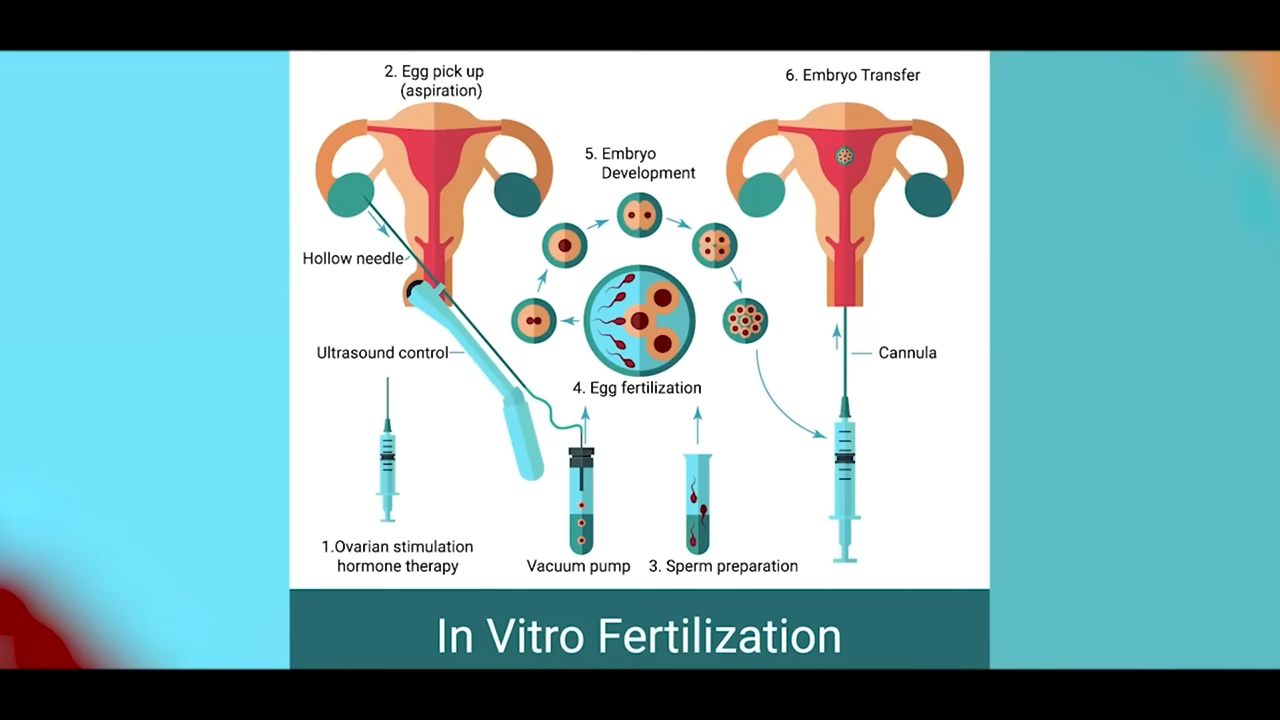 2. Egg pick up
(aspiration)
6. Embryo Transfer
5. Embryo
Development
Hollow needle
Ultrasound control
Cannula
4. Egg fertilization
1.Ovarian stimulation
hormone therapy
Vacuum pump
3. Sperm preparation
In Vitro Fertilization